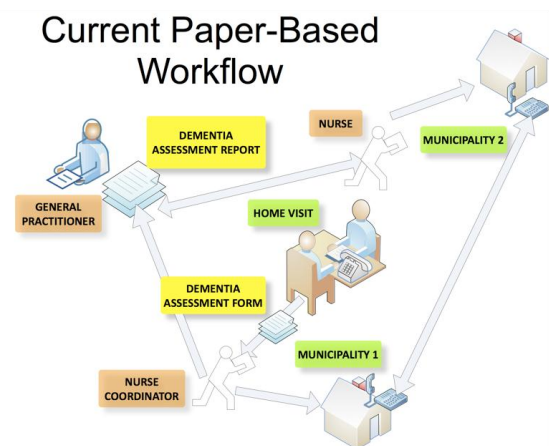 Current Paper-Based
Workflow
DEMENTIA
ASSESSMENT REPORT
NURSE
MUNICIPALITY 2
GENERAL
PRACTITIONER
HOME VISIT
DEMENTIA
ASSESSMENT FORM
MUNICIPALITY 1
NURSE
COORDINATOR